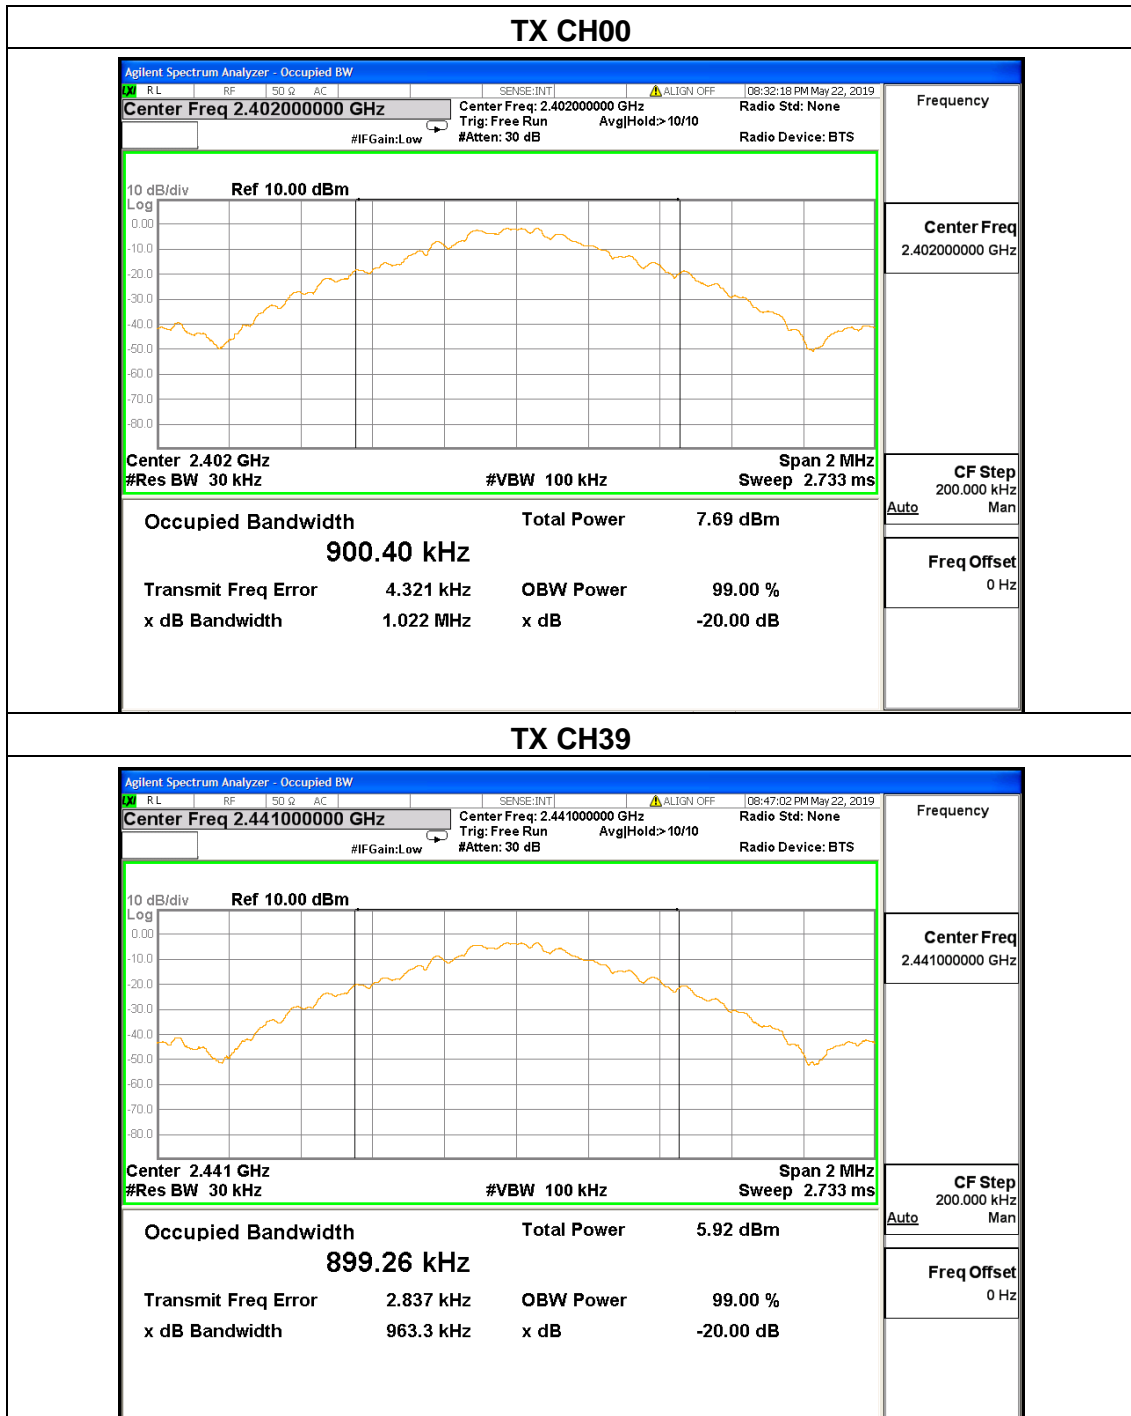 TX CH00
Agilent Spectrum Analyzer - Occupied BW
LXI RL RF 50 Ω AC SENSE:INT ALIGN OFF 08:32:18 PM May 22, 2019
Center Freq 2.402000000 GHz
Center Freq: 2.402000000 GHz
Radio Std: None
Trig: Free Run Avg|Hold:>10/10
#IFGain:Low
#Atten: 30 dB
Radio Device: BTS
Frequency
10 dB/div Ref 10.00 dBm
Log
0.00
-10.0
-20.0
-30.0
-40.0
-50.0
-60.0
-70.0
-80.0
Center Freq
2.402000000 GHz
Center 2.402 GHz Span 2 MHz
#Res BW 30 kHz #VBW 100 kHz Sweep 2.733 ms
CF Step
200.000 kHz
Auto Man
Occupied Bandwidth Total Power 7.69 dBm
900.40 kHz
Freq Offset
0 Hz
Transmit Freq Error 4.321 kHz OBW Power 99.00 %
x dB Bandwidth 1.022 MHz x dB -20.00 dB
TX CH39
Agilent Spectrum Analyzer - Occupied BW
LXI RL RF 50 Ω AC SENSE:INT ALIGN OFF 08:47:02 PM May 22, 2019
Center Freq 2.441000000 GHz
Center Freq: 2.441000000 GHz
Radio Std: None
Trig: Free Run Avg|Hold:>10/10
#IFGain:Low
#Atten: 30 dB
Radio Device: BTS
Frequency
10 dB/div Ref 10.00 dBm
Log
0.00
-10.0
-20.0
-30.0
-40.0
-50.0
-60.0
-70.0
-80.0
Center Freq
2.441000000 GHz
Center 2.441 GHz Span 2 MHz
#Res BW 30 kHz #VBW 100 kHz Sweep 2.733 ms
CF Step
200.000 kHz
Auto Man
Occupied Bandwidth Total Power 5.92 dBm
899.26 kHz
Freq Offset
0 Hz
Transmit Freq Error 2.837 kHz OBW Power 99.00 %
x dB Bandwidth 963.3 kHz x dB -20.00 dB